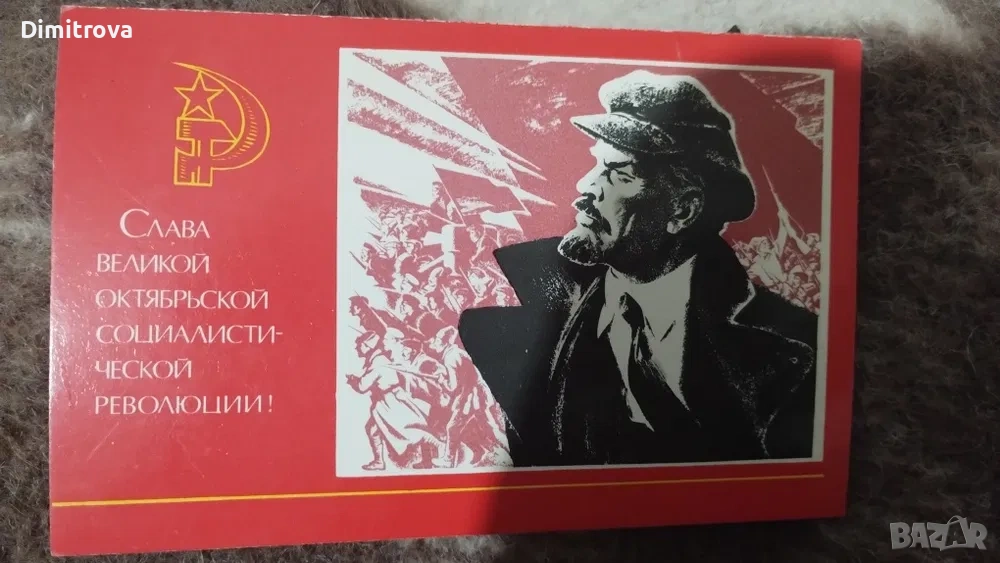 Dimitrova
СЛАВА
ВЕЛИКОЙ
ОКТЯБРЬСКОЙ
СОЦИАЛИСТИ-
ЧЕСКОЙ
РЕВОЛЮЦИИ!
BAZAR